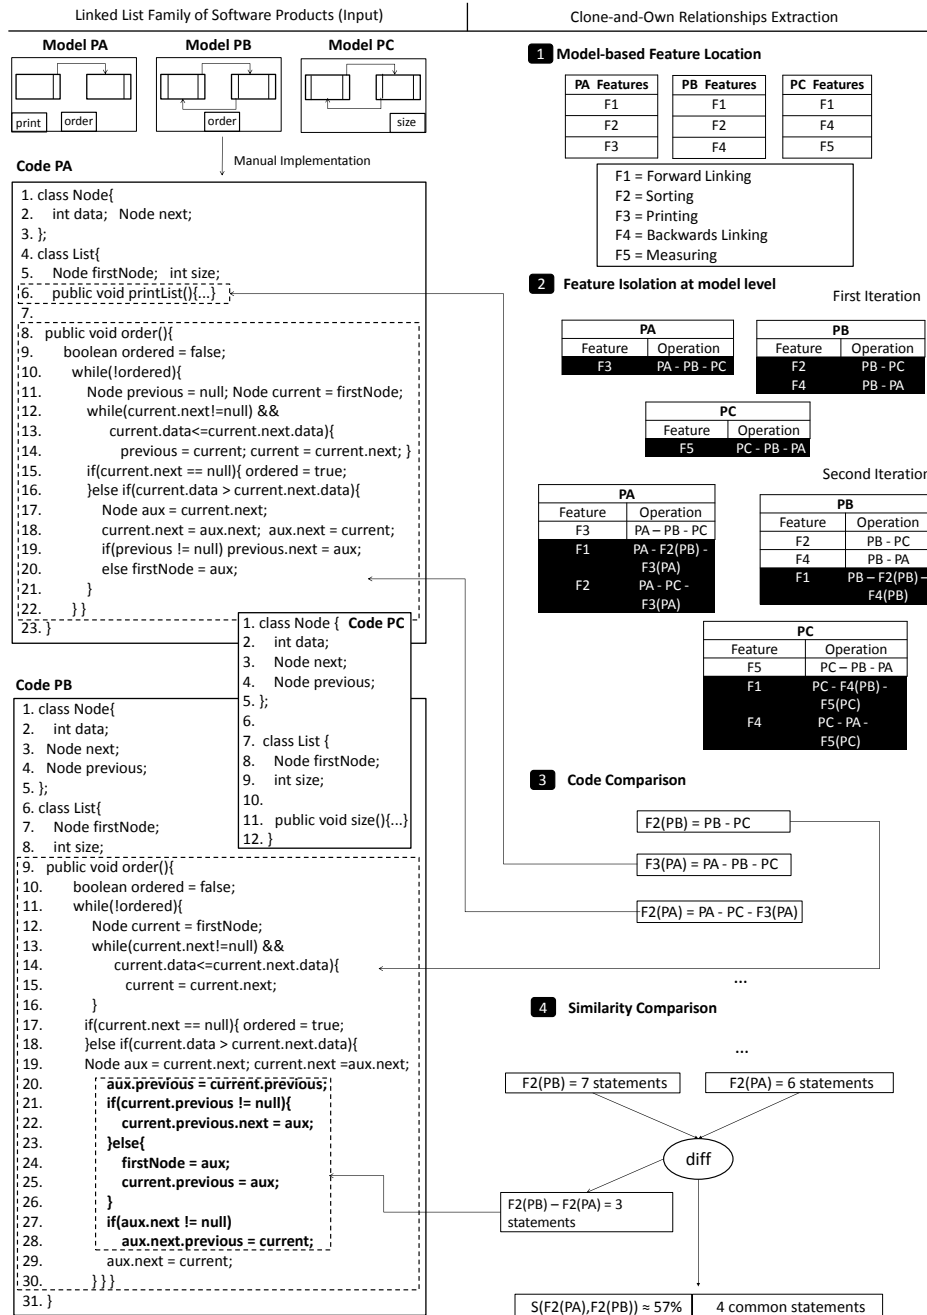 Linked List Family of Software Products (Input)
Model PA
Model PB
Model PC
print
order
order
size
Manual Implementation
Code PA
1. class Node{
2. int data; Node next;
3. };
4. class List{
5. Node firstNode; int size;
6. public void printList(){...}
7.
8. public void order(){
9. boolean ordered = false;
10. while(!ordered){
11. Node previous = null; Node current = firstNode;
12. while(current.next!=null) &&
13. current.data<=current.next.data){
14. previous = current; current = current.next; }
15. if(current.next == null){ ordered = true;
16. }else if(current.data > current.next.data){
17. Node aux = current.next;
18. current.next = aux.next; aux.next = current;
19. if(previous != null) previous.next = aux;
20. else firstNode = aux;
21. }
22. } }
23. }
1. class Node { Code PC
2. int data;
3. Node next;
4. Node previous;
5. };
6.
7. class List {
8. Node firstNode;
9. int size;
10.
11. public void size(){...}
12. }
Code PB
1. class Node{
2. int data;
3. Node next;
4. Node previous;
5. };
6. class List{
7. Node firstNode;
8. int size;
9. public void order(){
10. boolean ordered = false;
11. while(!ordered){
12. Node current = firstNode;
13. while(current.next!=null) &&
14. current.data<=current.next.data){
15. current = current.next;
16. }
17. if(current.next == null){ ordered = true;
18. }else if(current.data > current.next.data){
19. Node aux = current.next; current.next =aux.next;
20. aux.previous = current.previous;
21. if(current.previous != null){
22. current.previous.next = aux;
23. }else{
24. firstNode = aux;
25. current.previous = aux;
26. }
27. if(aux.next != null)
28. aux.next.previous = current;
29. aux.next = current;
30. } } }
31. }
Clone-and-Own Relationships Extraction
1 Model-based Feature Location
PA Features PB Features PC Features
F1 F1 F1
F2 F2 F4
F3 F4 F5
F1 = Forward Linking
F2 = Sorting
F3 = Printing
F4 = Backwards Linking
F5 = Measuring
2 Feature Isolation at model level
First Iteration
PA
Feature Operation
F3 PA - PB - PC
PB
Feature Operation
F2 PB - PC
F4 PB - PA
PC
Feature Operation
F5 PC - PB - PA
Second Iteration
PA
Feature Operation
F3 PA – PB - PC
F1 PA - F2(PB) -
F3(PA)
F2 PA - PC -
F3(PA)
PB
Feature Operation
F2 PB - PC
F4 PB - PA
F1 PB – F2(PB) –
F4(PB)
PC
Feature Operation
F5 PC – PB - PA
F1 PC - F4(PB) -
F5(PC)
F4 PC - PA -
F5(PC)
3 Code Comparison
F2(PB) = PB - PC
F3(PA) = PA - PB - PC
F2(PA) = PA - PC - F3(PA)
...
4 Similarity Comparison
...
F2(PB) = 7 statements
F2(PA) = 6 statements
diff
F2(PB) – F2(PA) = 3
statements
S(F2(PA),F2(PB)) ≈ 57% 4 common statements